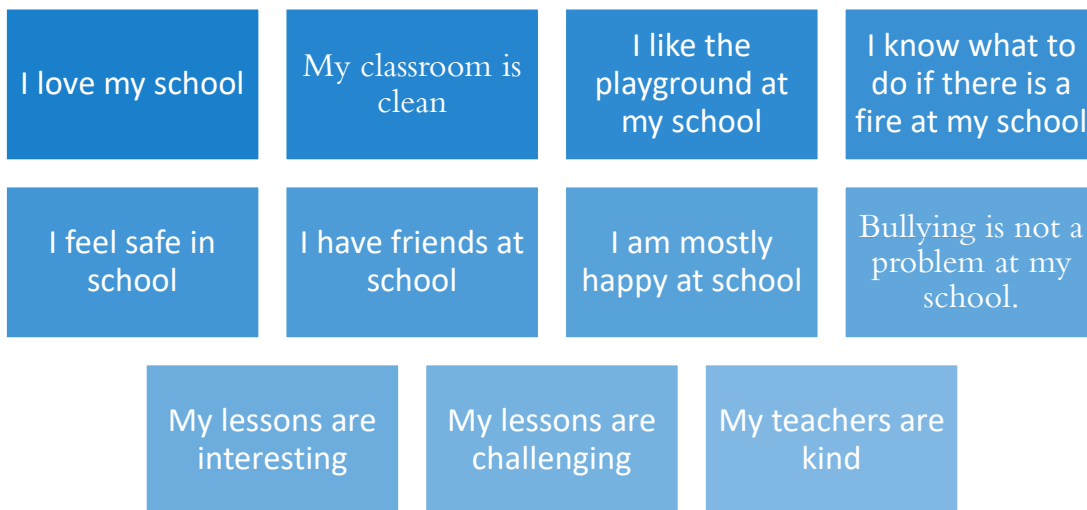 I love my school
My classroom is
clean
I like the
playground at
my school
I know what to
do if there is a
fire at my school
I feel safe in
school
I have friends at
school
I am mostly
happy at school
Bullying is not a
problem at my
school.
My lessons are
interesting
My lessons are
challenging
My teachers are
kind